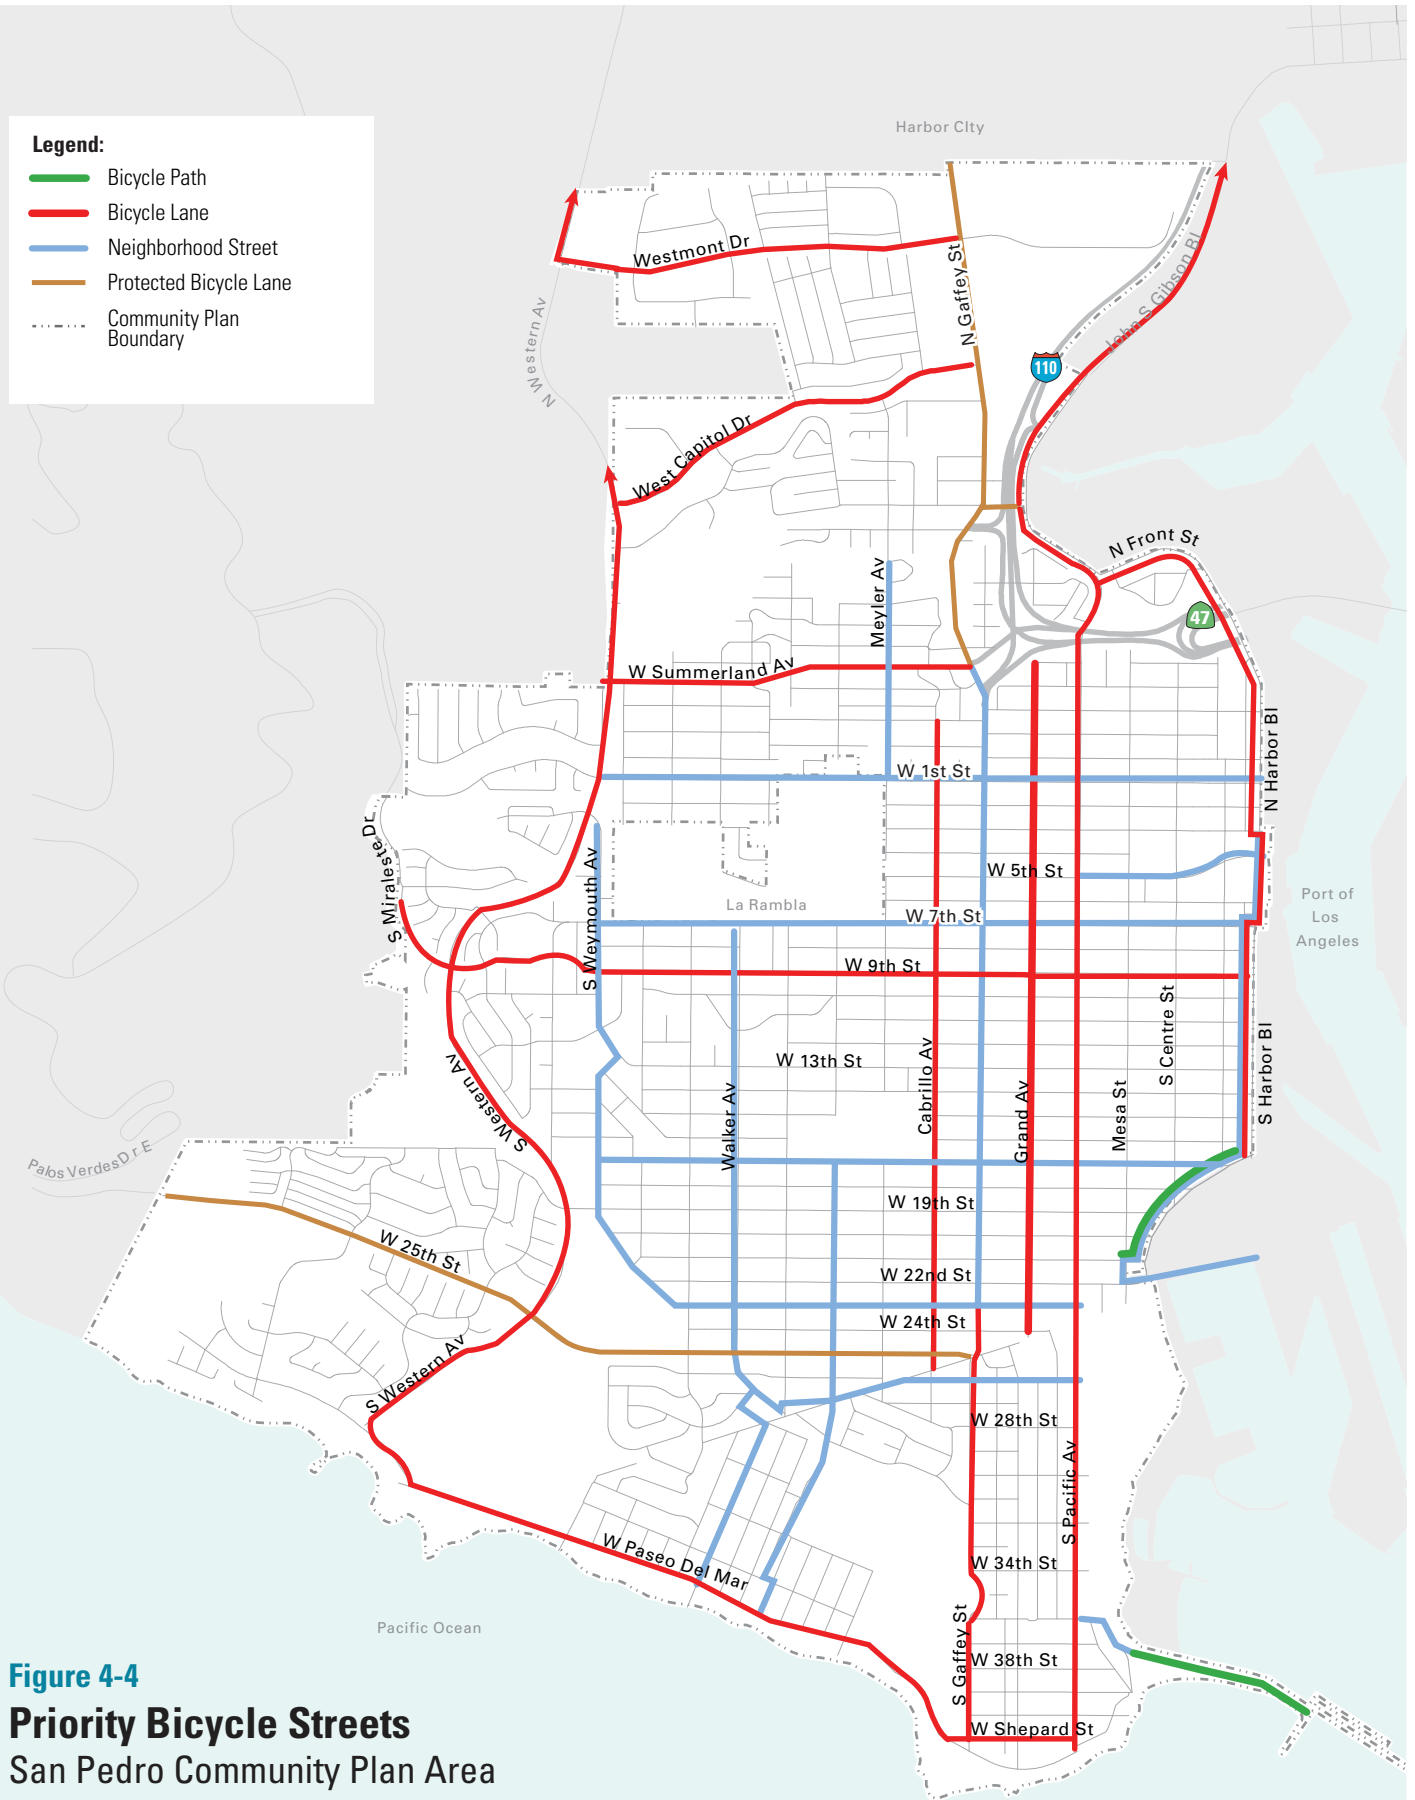 Harbor CIty
Legend:
Bicycle Path
Bicycle Lane
Neighborhood Street
Protected Bicycle Lane
Community Plan
Boundary
Westmont Dr
N Gaffey St
John S Gibson Bl
N Western Av
110
West Capitol Dr
N Front St
Meyler Av
47
W Summerland Av
N Harbor Bl
W 1st St
S Miraleste Dr
S Weymouth Av
W 5th St
La Rambla
W 7th St
Port of
Los
Angeles
W 9th St
S Centre St
S Western Av
W 13th St
Cabrillo Av
Grand Av
Mesa St
S Harbor Bl
Walker Av
Palos Verdes Dr E
W 19th St
W 25th St
W 22nd St
W 24th St
S Western Av
W 28th St
S Pacific Av
W Paseo Del Mar
W 34th St
Pacific Ocean
S Gaffey St
W 38th St
W Shepard St
Figure 4-4
Priority Bicycle Streets
San Pedro Community Plan Area